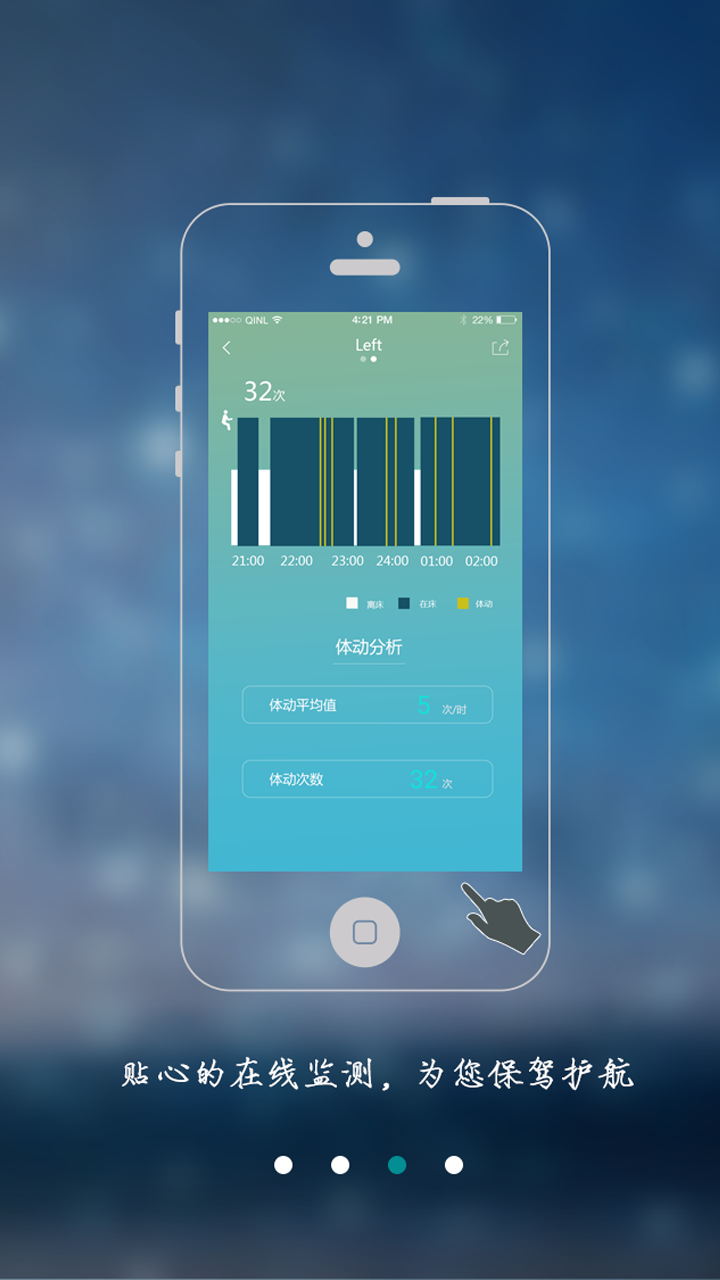 QINL 4:21 PM 22%
Left
32次
21:00 22:00 23:00 24:00 01:00 02:00
离床 在床 体动
体动分析
体动平均值 5 次/时
体动次数 32 次
贴心的在线监测，为您保驾护航